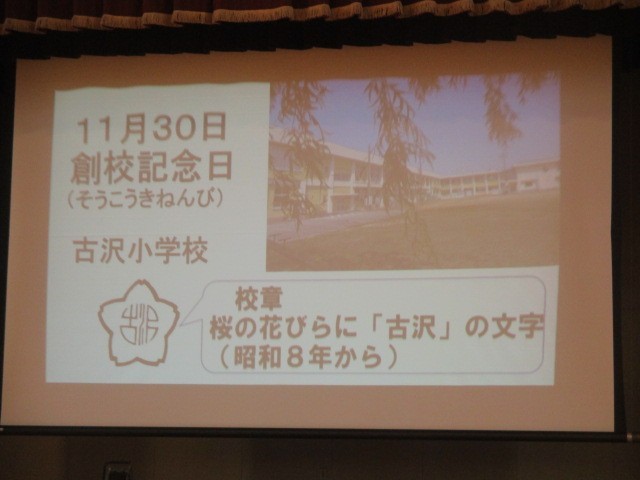 11月30日
創校記念日
(そうこうきねんび)
古沢小学校
古沢
校章
桜の花びらに「古沢」の文字
(昭和8年から)